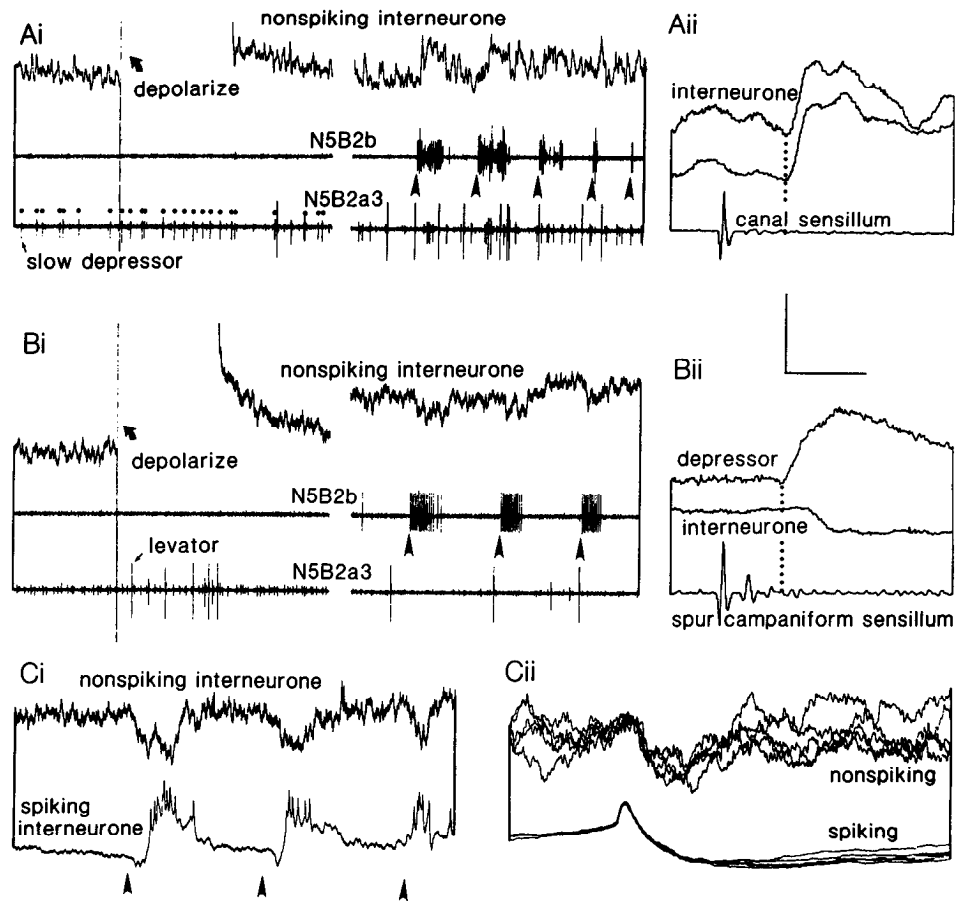 Ai
nonspiking interneurone
depolarize
N5B2b
N5B2a3
slow depressor
Aii
interneurone
canal sensillum
Bi
nonspiking interneurone
depolarize
N5B2b
levator
N5B2a3
Bii
depressor
interneurone
spur campaniform sensillum
Ci
nonspiking interneurone
spiking
interneurone
Cii
nonspiking
spiking